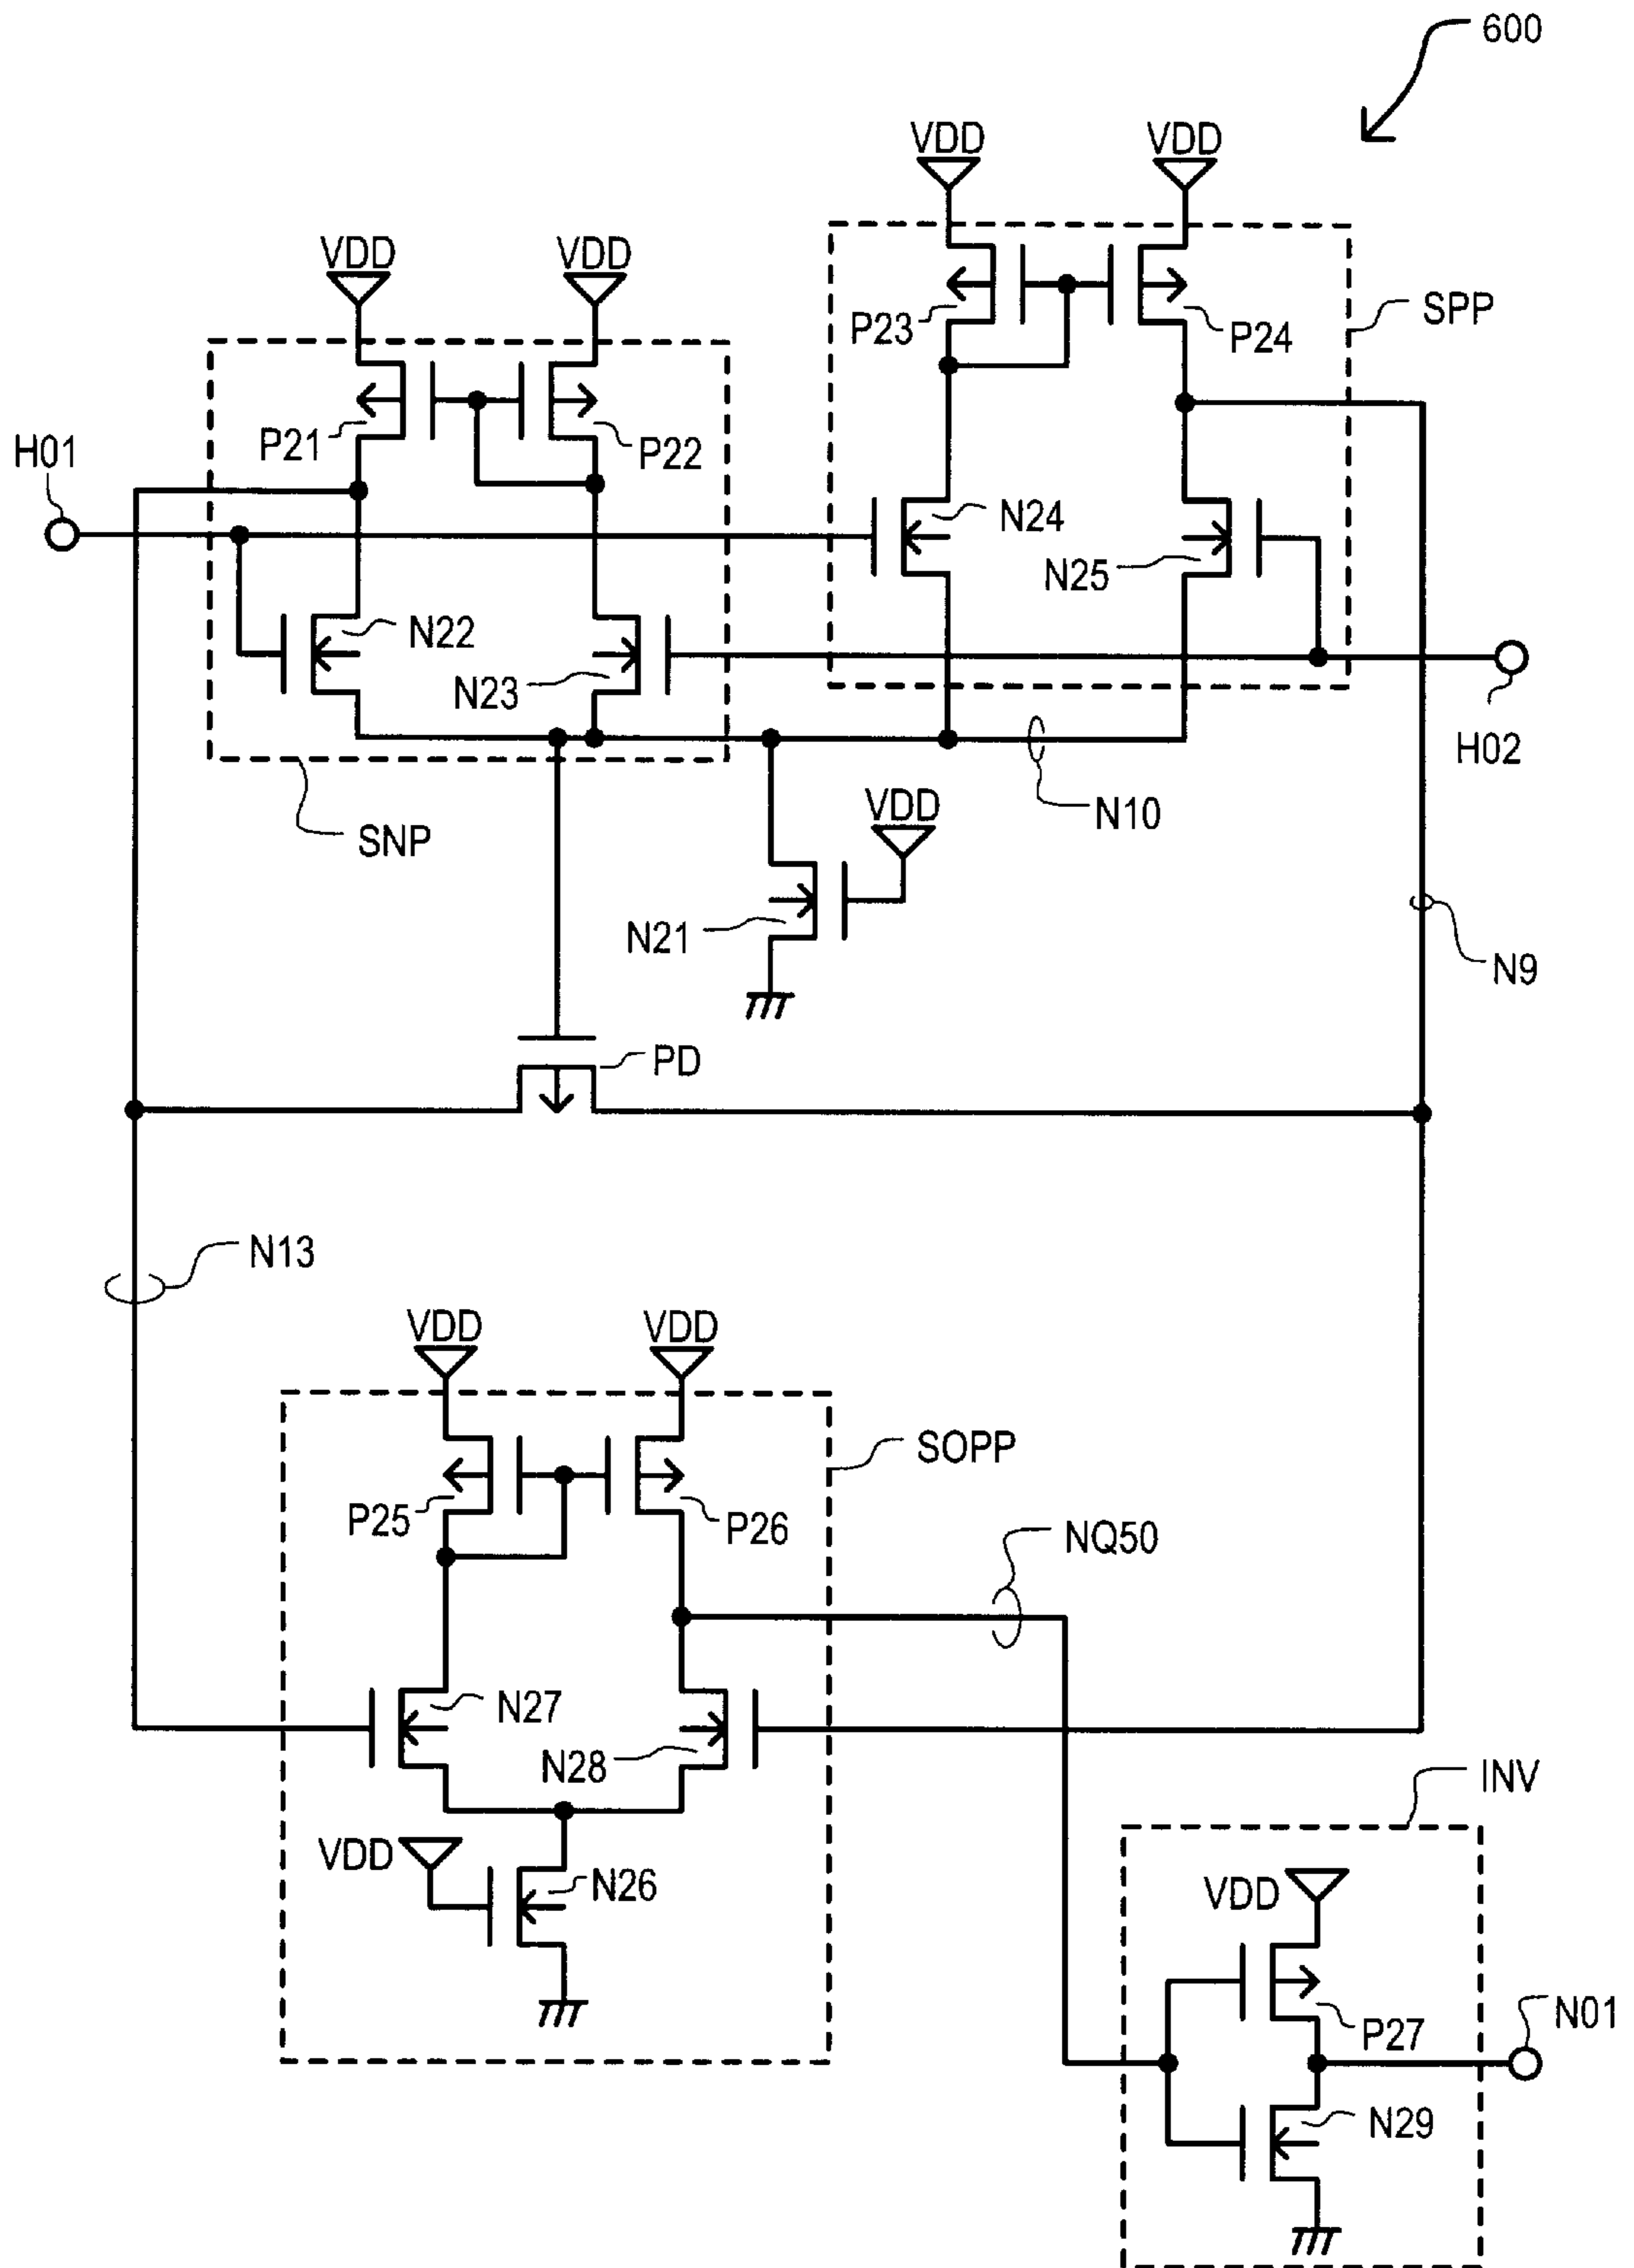 600
VDD VDD
VDD VDD
P23 P24 SPP
P21 P22
H01
N24
N25
N22
N23
H02
SNP
VDD
N10
N21
N9
PD
N13
VDD VDD
SOPP
P25 P26
NQ50
N27
N28
INV
VDD
N26
VDD
N01
P27
N29